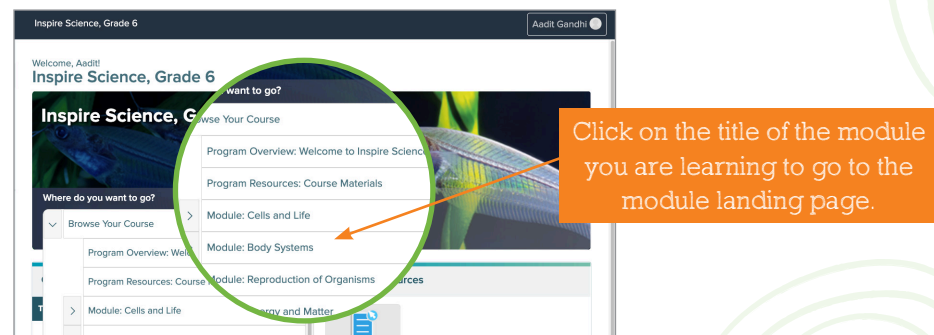 Inspire Science, Grade 6
Aadit Gandhi
Welcome, Aadit!
Inspire Science, Grade 6
Inspire Science, G
want to go?
wse Your Course
Program Overview: Welcome to Inspire Science
Program Resources: Course Materials
Module: Cells and Life
Module: Body Systems
Module: Reproduction of Organisms
ergy and Matter
Where do you want to go?
Browse Your Course
Program Overview: Wel
Program Resources: Course
Module: Cells and Life
urces
T
Click on the title of the module
you are learning to go to the
module landing page.